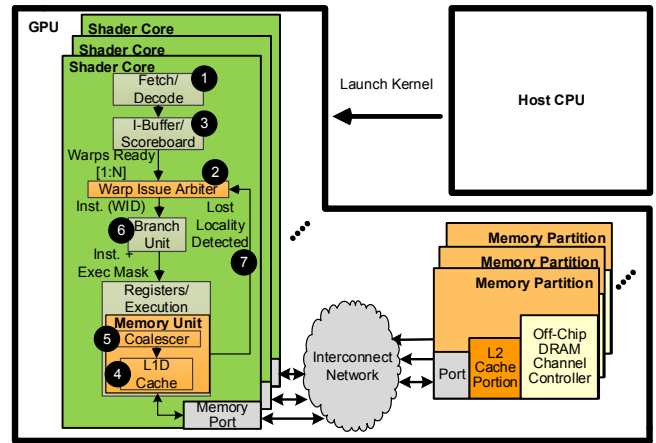 GPU
Shader Core
Shader Core
Shader Core
1
Fetch/
Decode
3
I-Buffer/
Scoreboard
Warps Ready
[1:N]
2
Warp Issue Arbiter
Inst. (WID)
Lost
Locality
Detected
6
Branch
Unit
7
Inst. +
Exec Mask
Registers/
Execution
Memory Unit
5
Coalescer
4
L1D
Cache
Memory
Port
Launch Kernel
Host CPU
Interconnect
Network
Memory Partition
Memory Partition
Memory Partition
Port
L2
Cache
Portion
Off-Chip
DRAM
Channel
Controller